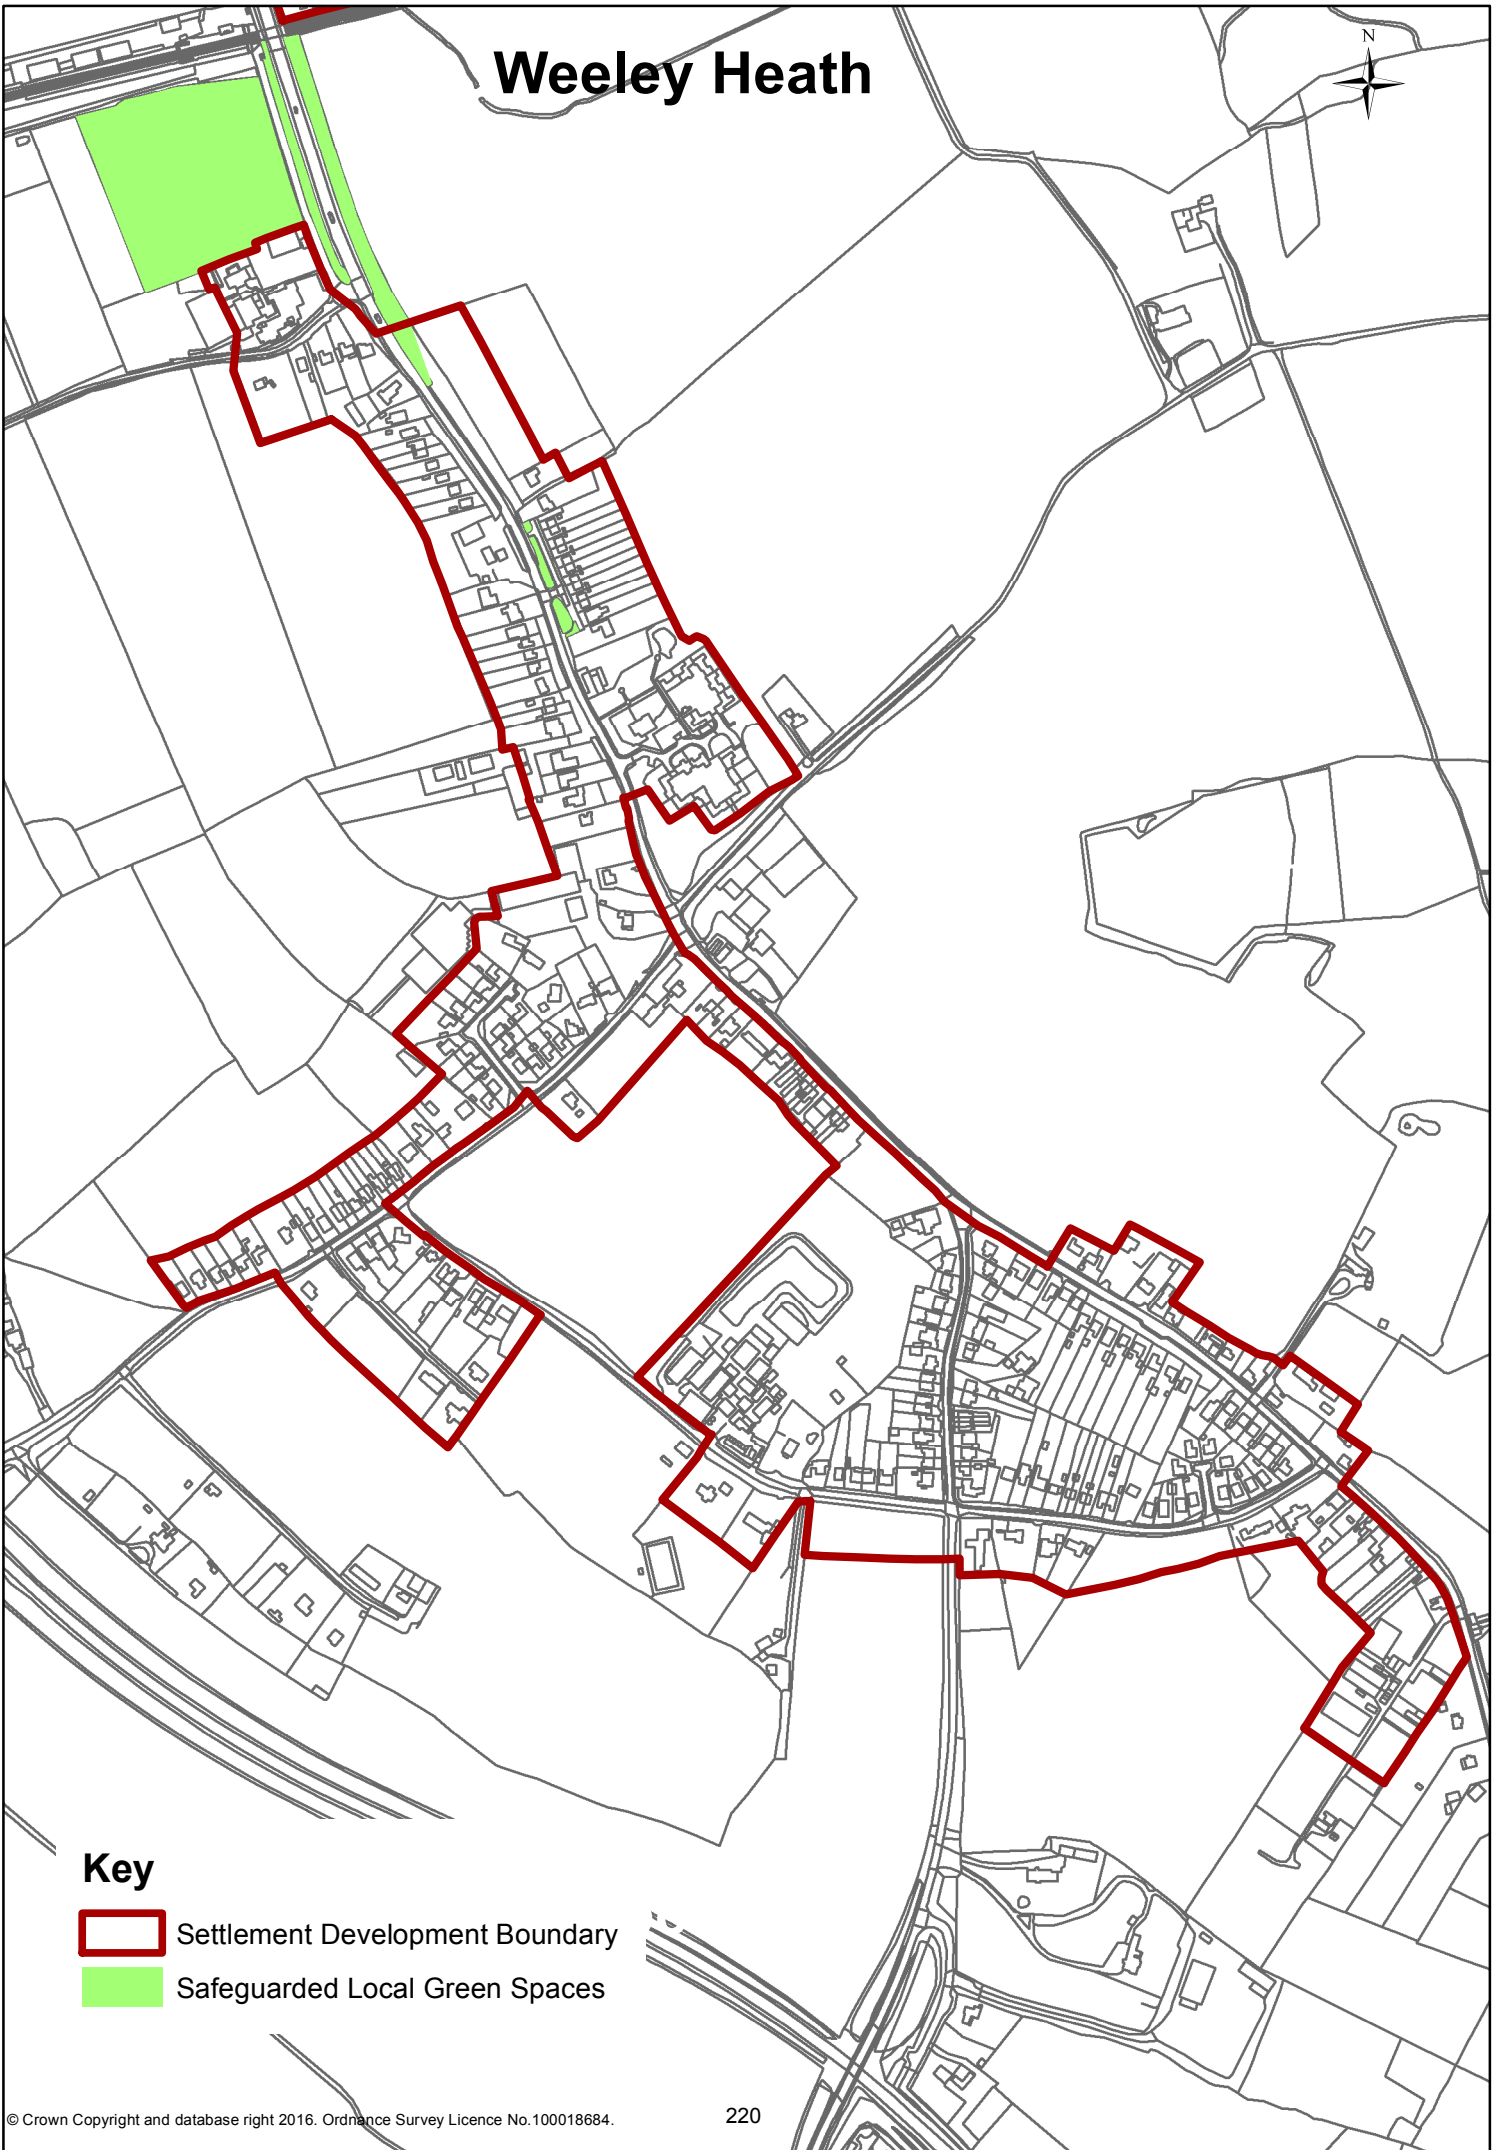 Weeley Heath
N
Key
Settlement Development Boundary
Safeguarded Local Green Spaces
© Crown Copyright and database right 2016. Ordnance Survey Licence No.100018684.
220